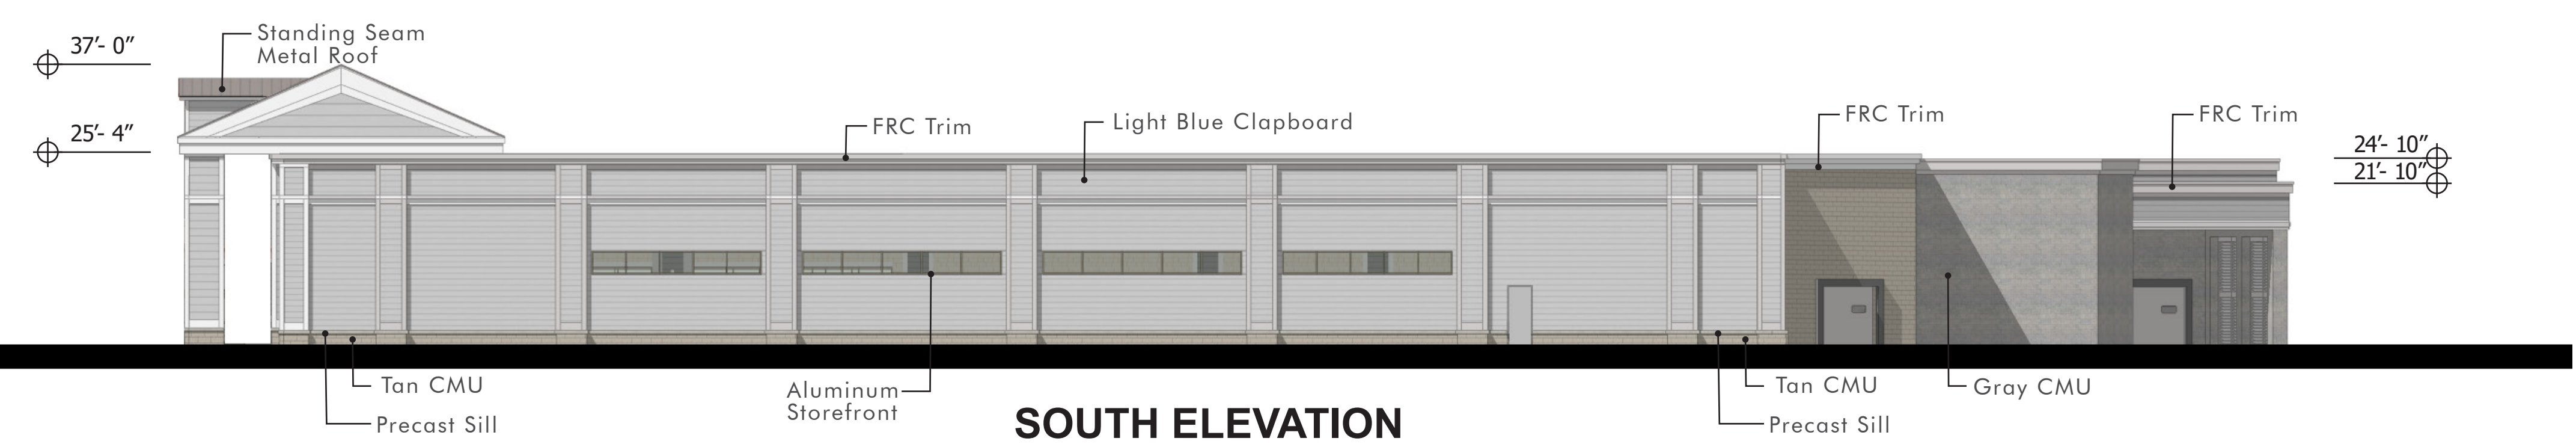 Standing Seam
Metal Roof
37'- 0"
25'- 4"
FRC Trim
Light Blue Clapboard
FRC Trim
FRC Trim
24'- 10"
21'- 10"
Tan CMU
Precast Sill
Aluminum
Storefront
Tan CMU
Precast Sill
Gray CMU
SOUTH ELEVATION